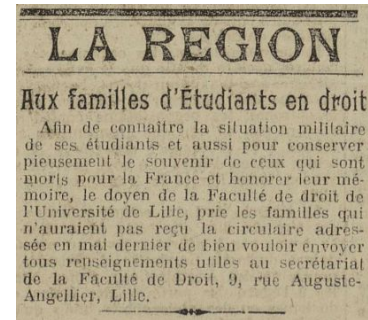 LA REGION
Aux familles d'Étudiants en droit
Afin de connaître la situation militaire
de ses étudiants et aussi pour conserver
pieusement le souvenir de ceux qui sont
morts pour la France et honorer leur mé-
moire, le doyen de la Faculté de droit de
l'Université de Lille, prie les familles qui
n'auraient pas reçu la circulaire adres-
sée en mai dernier de bien vouloir envoyer
tous renseignements utiles au secrétariat
de la Faculté de Droit, 9, rue Auguste-
Angellier, Lille.